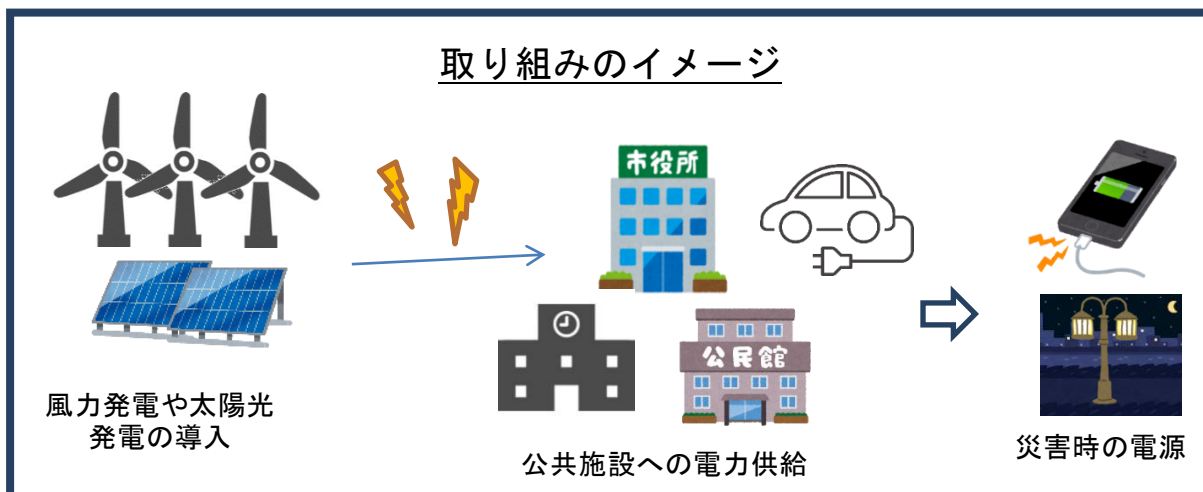 取り組みのイメージ
市役所
公民館
風力発電や太陽光
発電の導入
公共施設への電力供給
災害時の電源